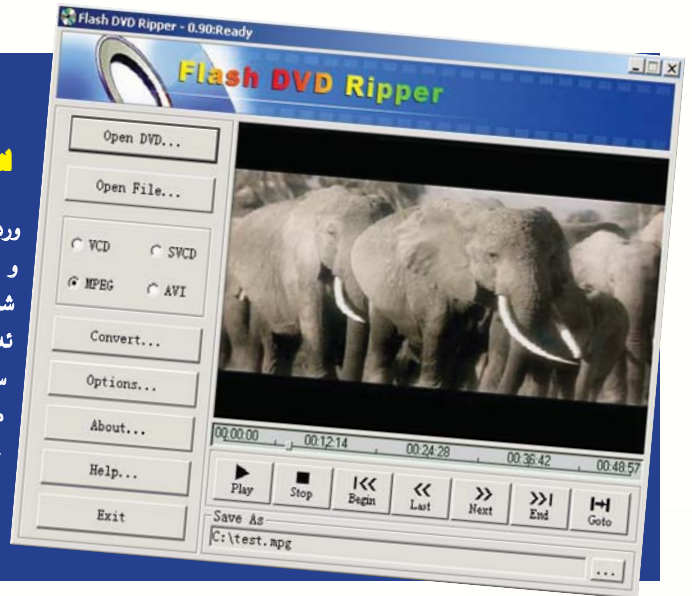 Flash DVD Ripper - 0.90:Ready
Flash DVD Ripper
Open DVD...
Open File...
VCD
SVCD
MPEG
AVI
Convert...
Options...
About...
Help...
Exit
00:00:00
00:12:14
00:24:28
00:36:42
00:48:57
Play
Stop
Begin
Last
Next
End
Goto
Save As
C:\test.mpg
...
و